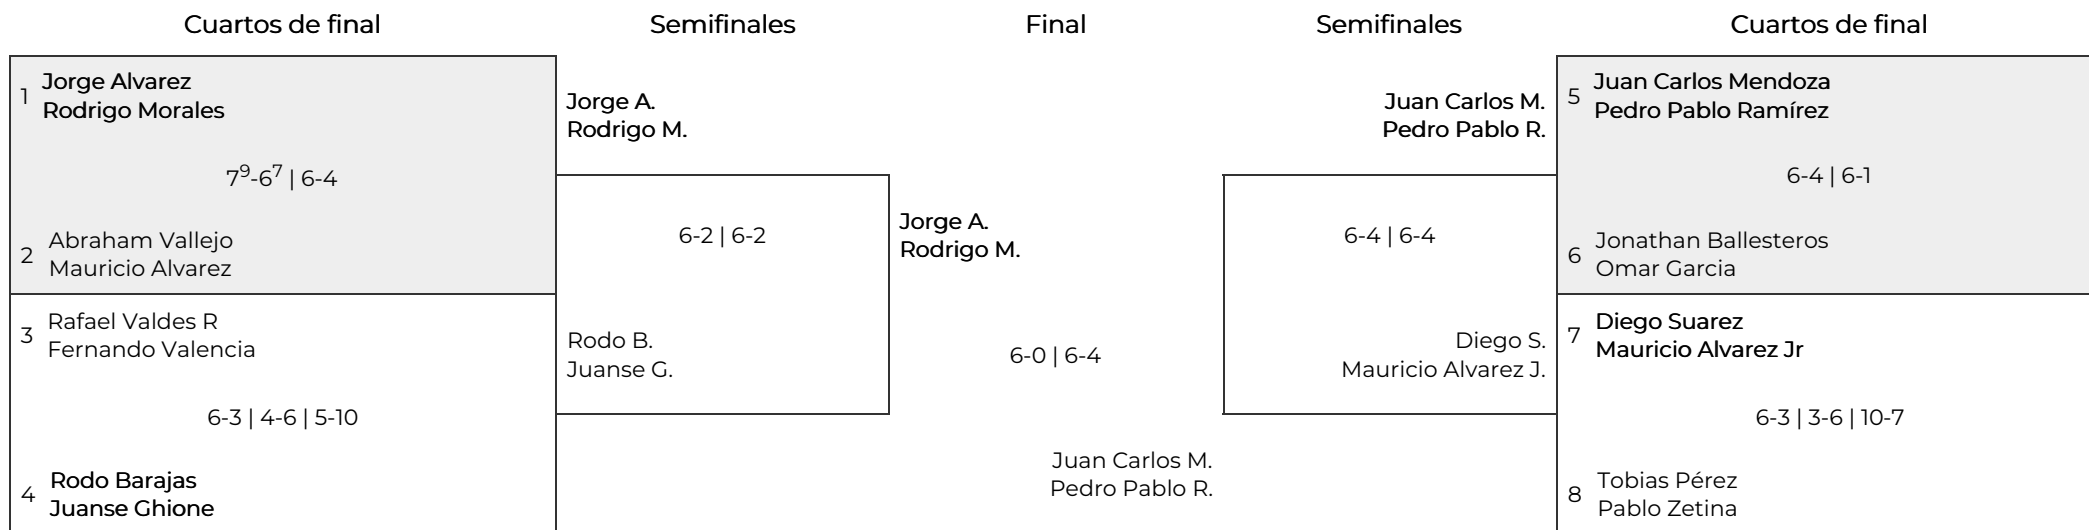 Cuartos de final
Semifinales
Final
Semifinales
Cuartos de final
1
Jorge Alvarez
Rodrigo Morales
7⁹-6⁷ | 6-4
2
Abraham Vallejo
Mauricio Alvarez
3
Rafael Valdes R
Fernando Valencia
6-3 | 4-6 | 5-10
4
Rodo Barajas
Juanse Ghione
Jorge A.
Rodrigo M.
6-2 | 6-2
Rodo B.
Juanse G.
Jorge A.
Rodrigo M.
6-0 | 6-4
Juan Carlos M.
Pedro Pablo R.
Juan Carlos M.
Pedro Pablo R.
6-4 | 6-4
Diego S.
Mauricio Alvarez J.
5
Juan Carlos Mendoza
Pedro Pablo Ramírez
6-4 | 6-1
6
Jonathan Ballesteros
Omar Garcia
7
Diego Suarez
Mauricio Alvarez Jr
6-3 | 3-6 | 10-7
8
Tobias Pérez
Pablo Zetina